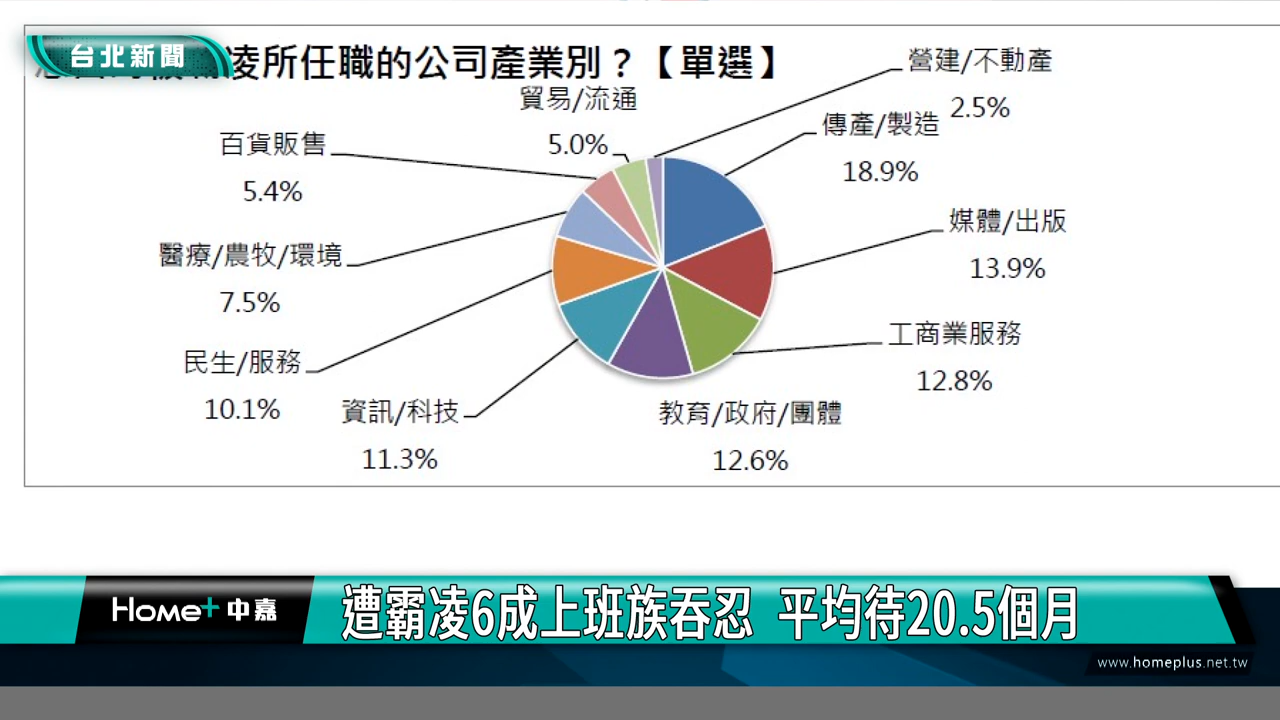 台北新聞
凌所任職的公司產業別？【單選】
營建/不動產
2.5%
貿易/流通
5.0%
傳產/製造
18.9%
百貨販售
5.4%
媒體/出版
13.9%
醫療/農牧/環境
7.5%
工商業服務
12.8%
民生/服務
10.1%
資訊/科技
11.3%
教育/政府/團體
12.6%
Home+中嘉
遭霸凌6成上班族吞忍 平均待20.5個月
www.homeplus.net.tw